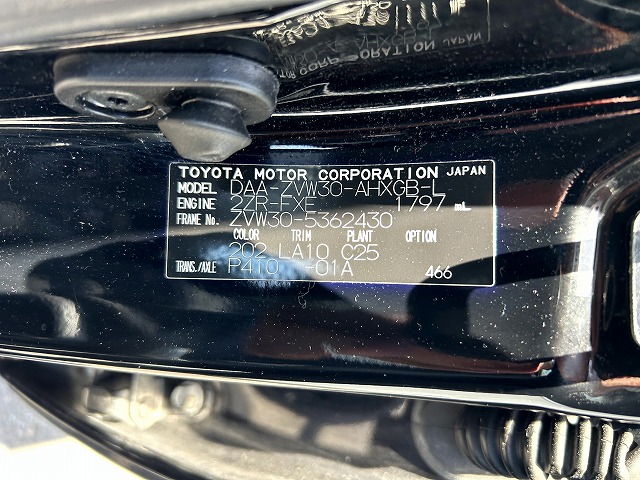 TOYOTA MOTOR CORPORATION JAPAN
MODEL DAA-ZVW30-AHXGB-L
ENGINE 2ZR-FXE 1797 mL
FRAME No. ZVW30-5362430
COLOR TRIM PLANT OPTION
202 LA10 C25
TRANS./AXLE P410 -01A 466